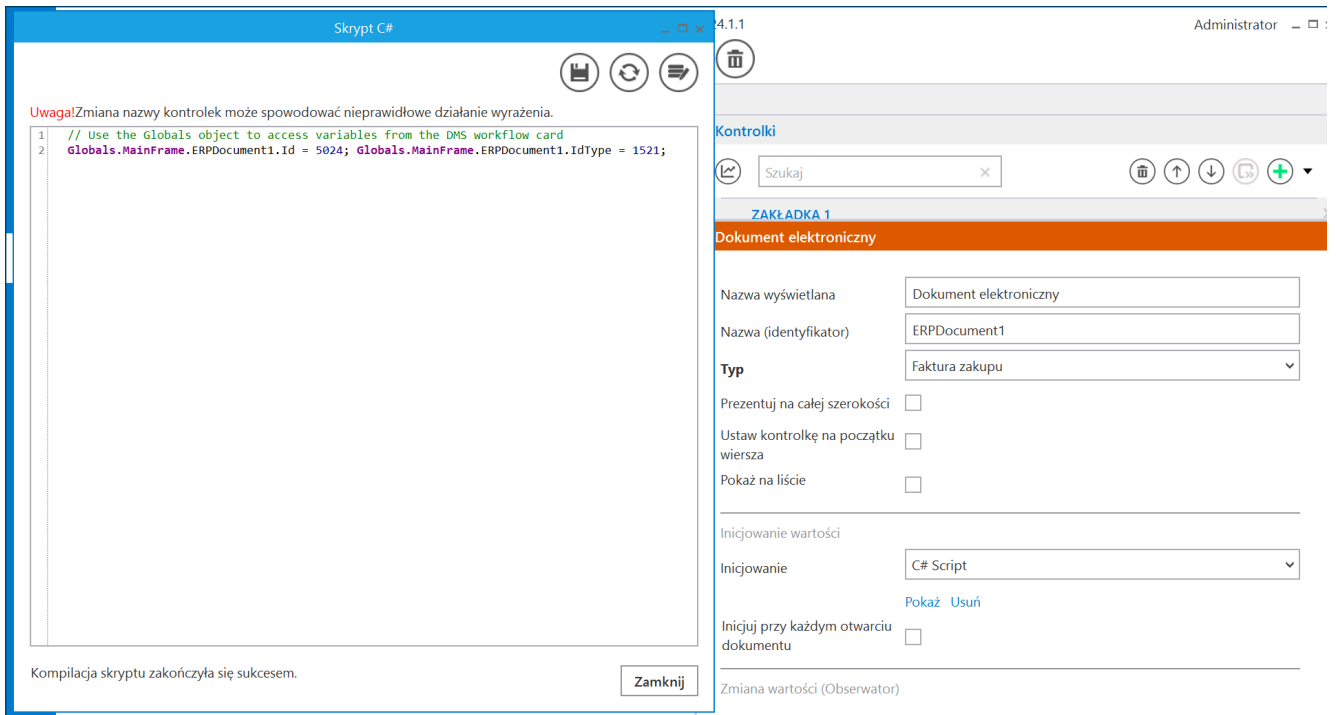 Skrypt C#
Uwaga!Zmiana nazwy kontrolek może spowodować nieprawidłowe działanie wyrażenia.
1 // Use the Globals object to access variables from the DMS workflow card
2 Globals.MainFrame.ERPDocument1.Id = 5024; Globals.MainFrame.ERPDocument1.IdType = 1521;
Kompilacja skryptu zakończyła się sukcesem.
Zamknij
24.1.1
Administrator
Kontrolki
Szukaj
ZAKŁADKA 1
Dokument elektroniczny
Nazwa wyświetlana Dokument elektroniczny
Nazwa (identyfikator) ERPDocument1
Typ Faktura zakupu
Prezentuj na całej szerokości
Ustaw kontrolkę na początku
wiersza
Pokaż na liście
Inicjowanie wartości
Inicjowanie C# Script
Pokaż Usuń
Inicjuj przy każdym otwarciu
dokumentu
Zmiana wartości (Obserwator)